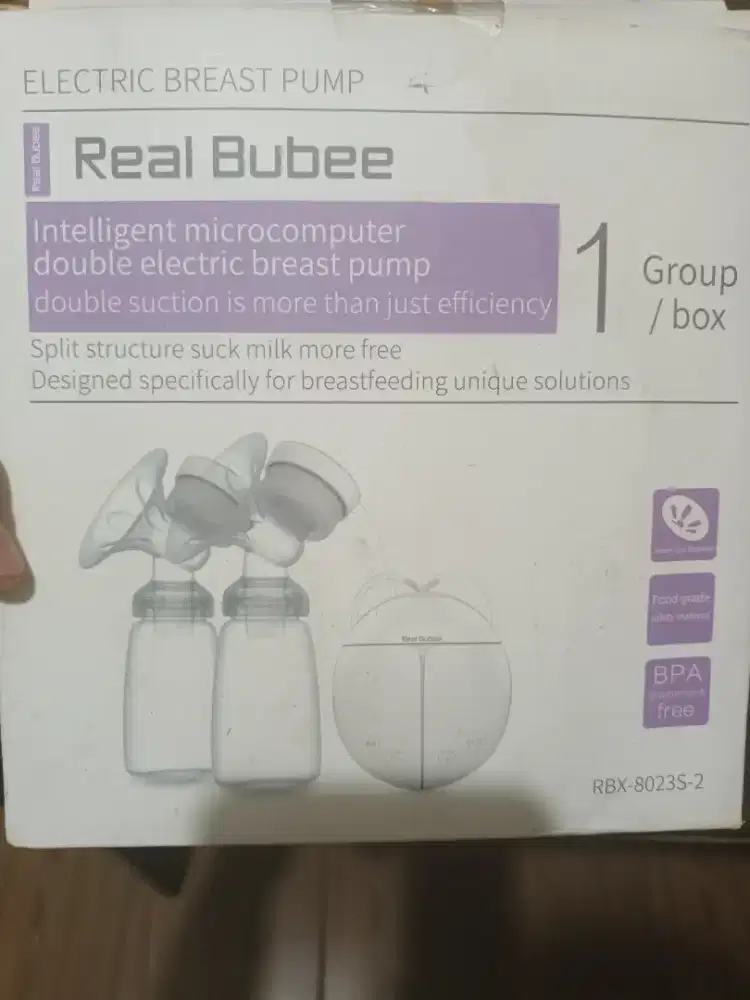 ELECTRIC BREAST PUMP
Real Bubee
Real Bubee
Intelligent microcomputer
double electric breast pump
double suction is more than just efficiency
1 Group
/ box
Split structure suck milk more free
Designed specifically for breastfeeding unique solutions
Real Bubee
Food grade
BPA
free
RBX-8023S-2